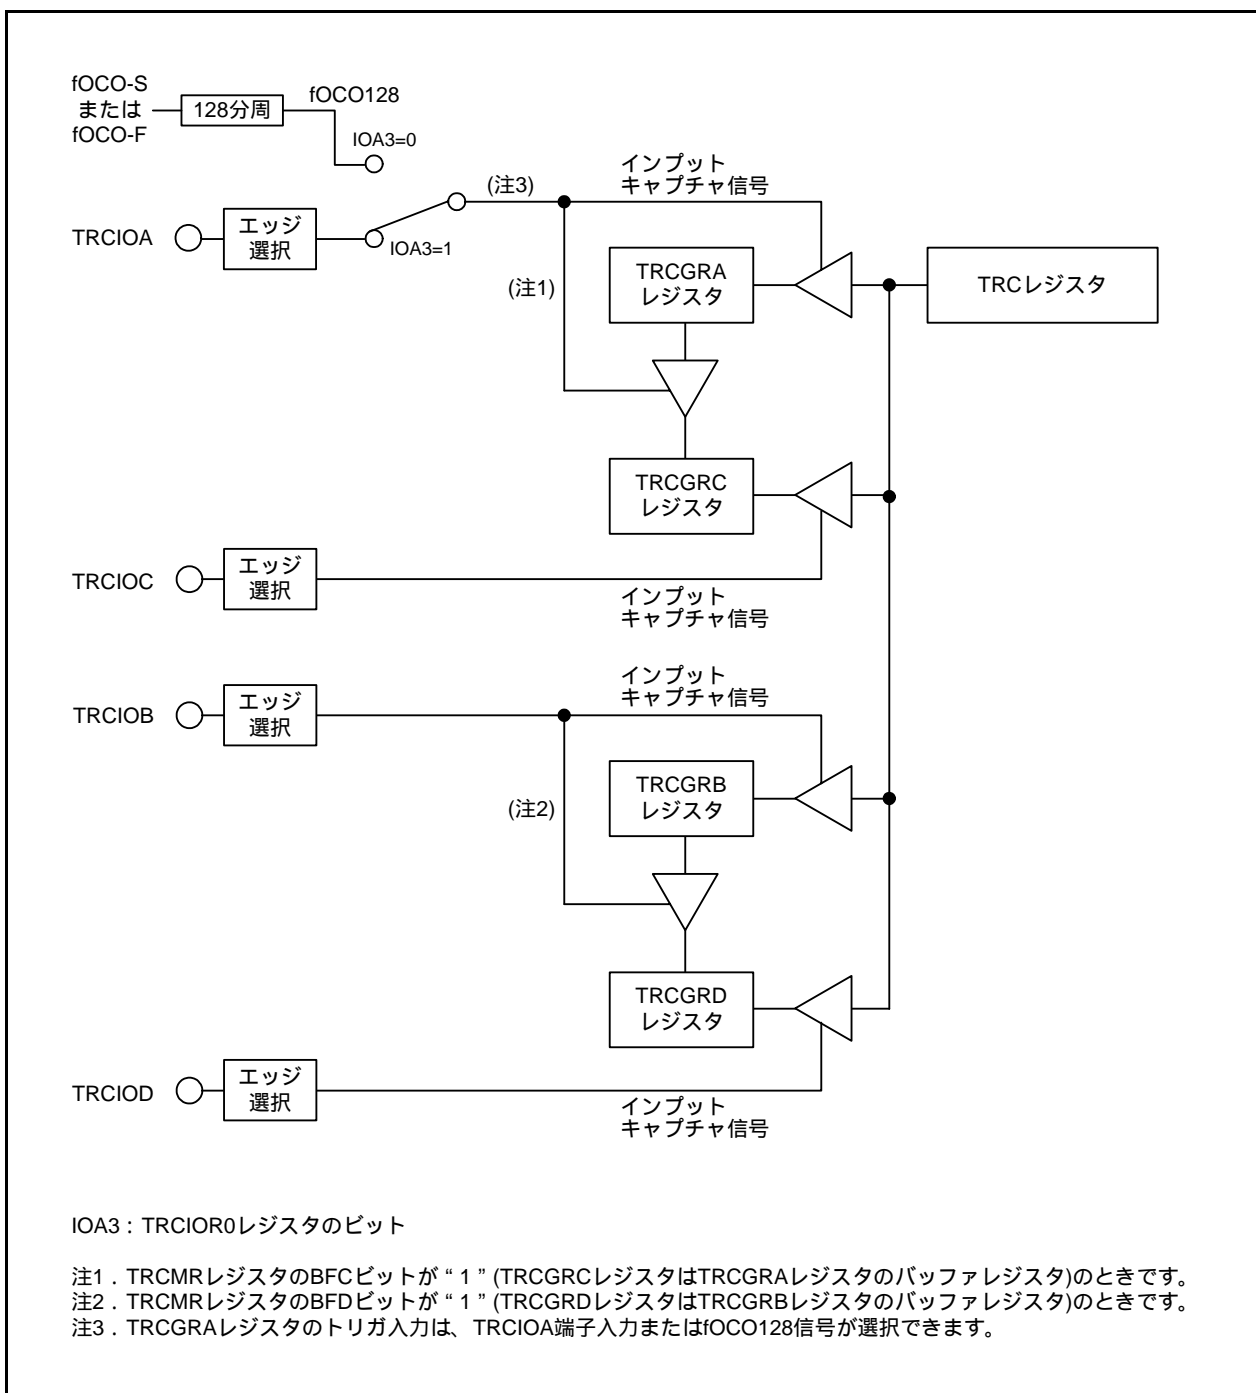 fOCO-S
または
fOCO-F
128分周
fOCO128
IOA3=0
TRCIOA
エッジ
選択
IOA3=1
(注3)
インプット
キャプチャ信号
(注1)
TRCGRA
レジスタ
TRCレジスタ
TRCGRC
レジスタ
TRCIOC
エッジ
選択
インプット
キャプチャ信号
TRCIOB
エッジ
選択
インプット
キャプチャ信号
(注2)
TRCGRB
レジスタ
TRCGRD
レジスタ
TRCIOD
エッジ
選択
インプット
キャプチャ信号
IOA3：TRCIOR0レジスタのビット
注1．TRCMRレジスタのBFCビットが“1”(TRCGRCレジスタはTRCGRAレジスタのバッファレジスタ)のときです。
注2．TRCMRレジスタのBFDビットが“1”(TRCGRDレジスタはTRCGRBレジスタのバッファレジスタ)のときです。
注3．TRCGRAレジスタのトリガ入力は、TRCIOA端子入力またはfOCO128信号が選択できます。